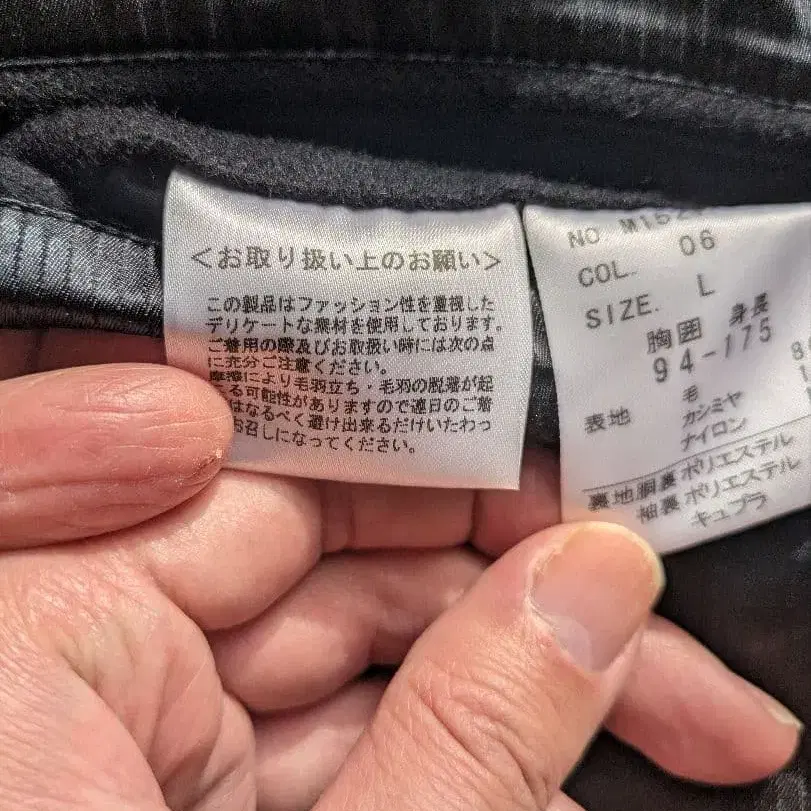 <お取り扱い上のお願い>
この製品はファッション性を重視した
デリケートな素材を使用しております。
ご着用の際及びお取扱い時には次の点
に充分ご注意ください。
摩擦により毛羽立ち・毛羽の脱落が起
る可能性がありますので連日のご着
はなるべく避け出来るだけいたわっ
お召しになってください。
NO. M152
COL. 06
SIZE. L
胸囲 身長
94-175
表地 毛
カシミヤ
ナイロン
裏地胴裏ポリエステル
袖裏ポリエステル
キュプラ